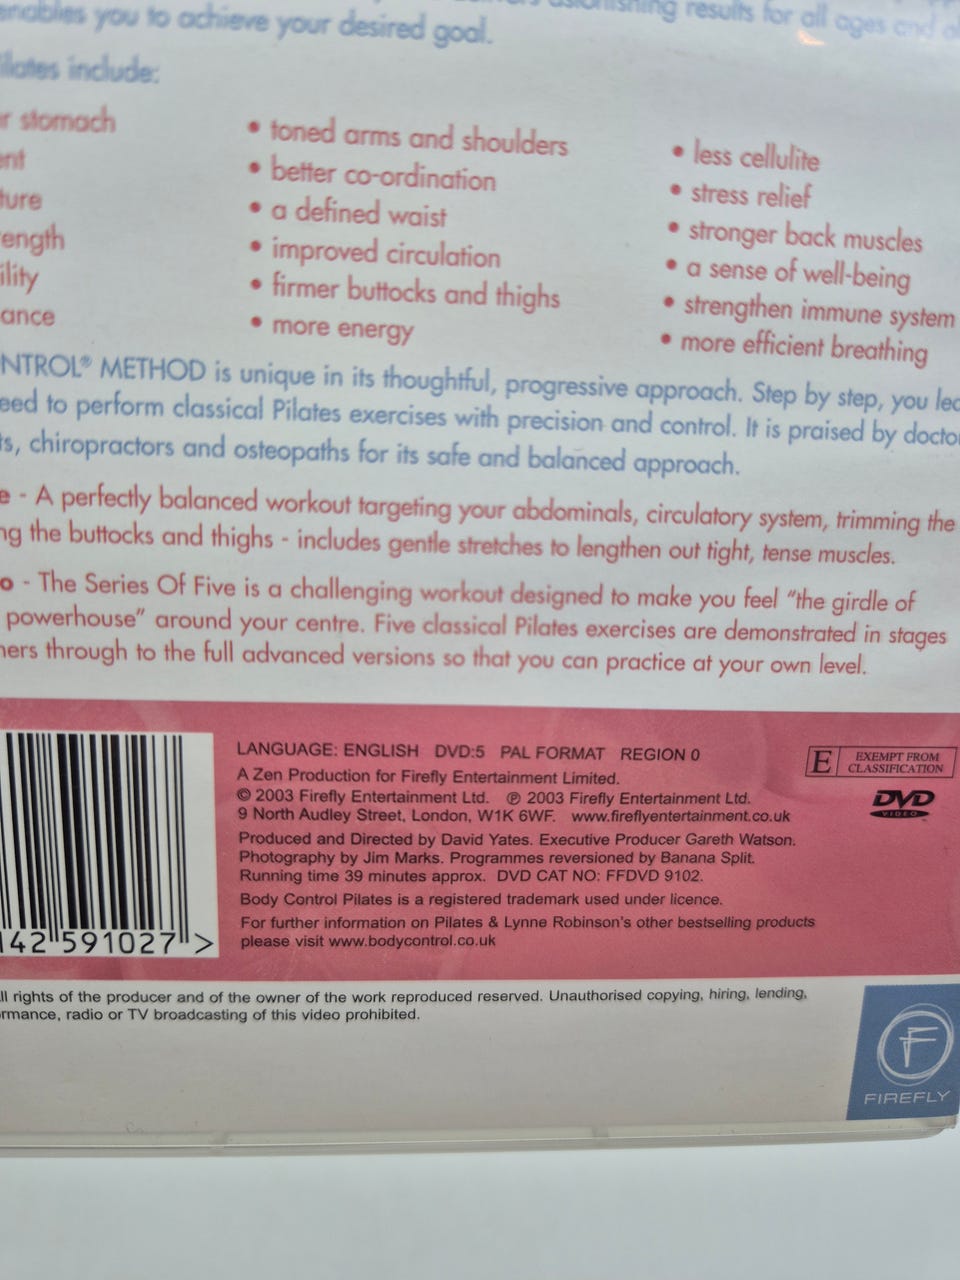 enables you to achieve your desired goal.
astonishing results for all ages and
Pilates include:
stomach
• toned arms and shoulders
• better co-ordination
• a defined waist
• improved circulation
• firmer buttocks and thighs
• more energy
• less cellulite
• stress relief
• stronger back muscles
• a sense of well-being
• strengthen immune system
• more efficient breathing
NTROL® METHOD is unique in its thoughtful, progressive approach. Step by step, you
eed to perform classical Pilates exercises with precision and control. It is praised by
ts, chiropractors and osteopaths for its safe and balanced approach.
e - A perfectly balanced workout targeting your abdominals, circulatory system, trimming the
ng the buttocks and thighs - includes gentle stretches to lengthen out tight, tense muscles.
o - The Series Of Five is a challenging workout designed to make you feel “the girdle of
powerhouse” around your centre. Five classical Pilates exercises are demonstrated in stages
ners through to the full advanced versions so that you can practice at your own level.
LANGUAGE: ENGLISH DVD:5 PAL FORMAT REGION 0
A Zen Production for Firefly Entertainment Limited.
© 2003 Firefly Entertainment Ltd. ℗ 2003 Firefly Entertainment Ltd.
9 North Audley Street, London, W1K 6WF. www.fireflyentertainment.co.uk
Produced and Directed by David Yates. Executive Producer Gareth Watson.
Photography by Jim Marks. Programmes reversioned by Banana Split.
Running time 39 minutes approx. DVD CAT NO: FFDVD 9102.
Body Control Pilates is a registered trademark used under licence.
For further information on Pilates & Lynne Robinson's other bestselling products
please visit www.bodycontrol.co.uk
E EXEMPT FROM
CLASSIFICATION
DVD
VIDEO
142 591027 >
ll rights of the producer and of the owner of the work reproduced reserved. Unauthorised copying, hiring, lending,
rmance, radio or TV broadcasting of this video prohibited.
F
FIREFLY